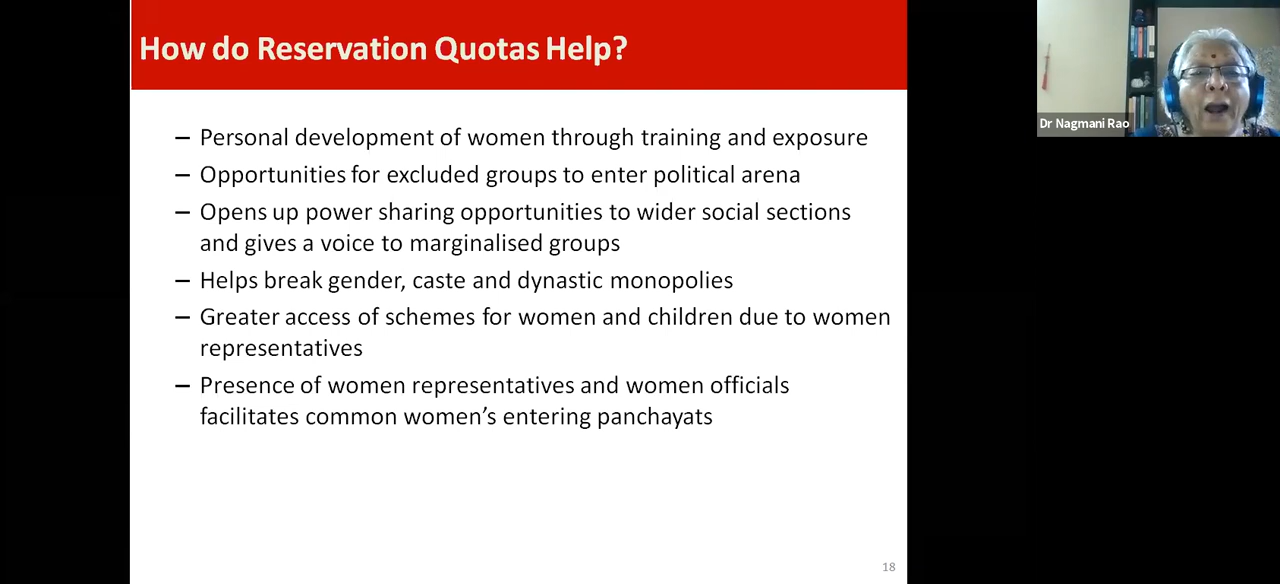 How do Reservation Quotas Help?
– Personal development of women through training and exposure
– Opportunities for excluded groups to enter political arena
– Opens up power sharing opportunities to wider social sections
and gives a voice to marginalised groups
– Helps break gender, caste and dynastic monopolies
– Greater access of schemes for women and children due to women
representatives
– Presence of women representatives and women officials
facilitates common women’s entering panchayats
18
Dr Nagmani Rao